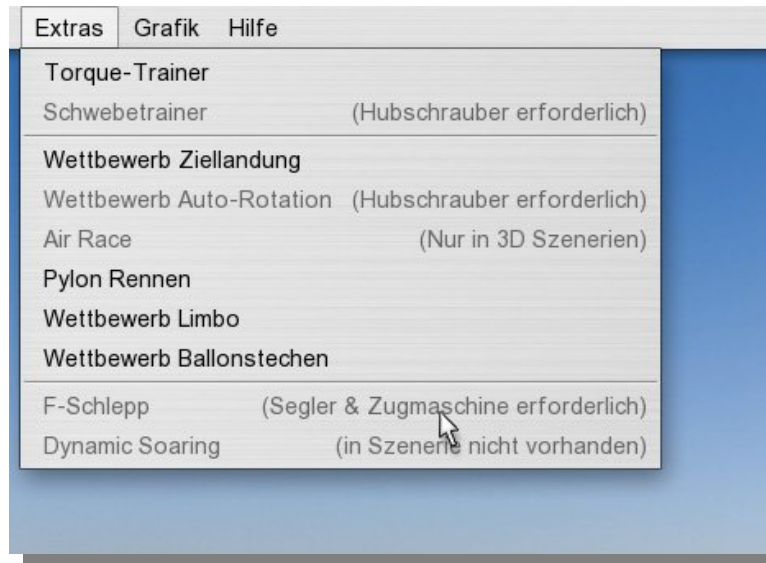 Extras Grafik Hilfe
Torque-Trainer
Schwebetrainer (Hubschrauber erforderlich)
Wettbewerb Ziellandung
Wettbewerb Auto-Rotation (Hubschrauber erforderlich)
Air Race (Nur in 3D Szenerien)
Pylon Rennen
Wettbewerb Limbo
Wettbewerb Ballonstechen
F-Schlepp (Segler & Zugmaschine erforderlich)
Dynamic Soaring (in Szenerie nicht vorhanden)